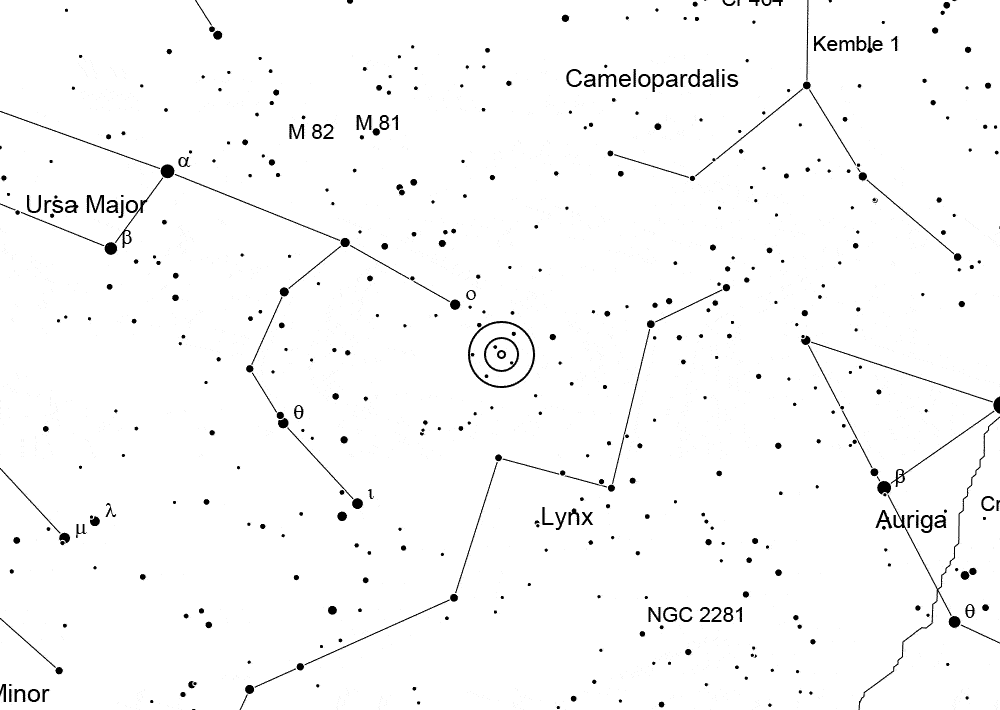 Kemble 1
Camelopardalis
M 82
M 81
α
Ursa Major
β
ο
θ
ι
β
λ
μ
Lynx
Auriga
θ
NGC 2281
Minor